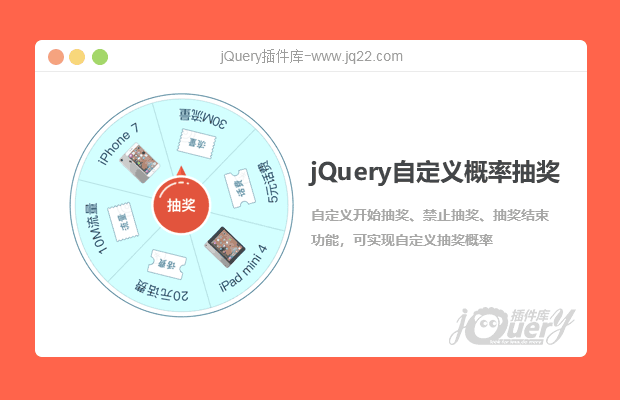 jQuery插件库-www.jq22.com
30M流量
流量
iPhone 7
5元话费
话费
抽奖
10M流量
流量
iPad mini 4
话费
20元话费
jQuery自定义概率抽奖
自定义开始抽奖、禁止抽奖、抽奖结束
功能，可实现自定义抽奖概率
插件库
jQuery